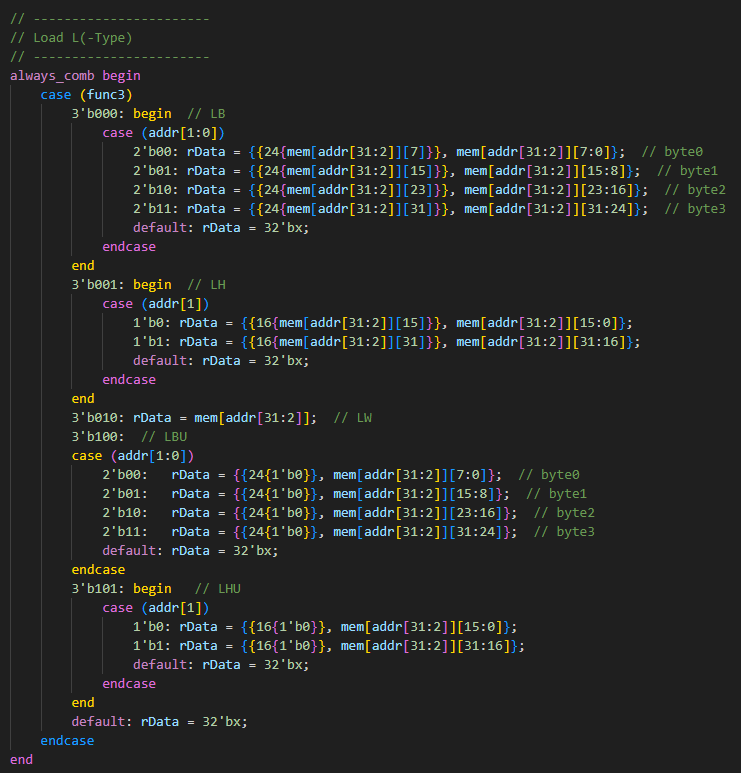 // -----------------------
// Load L(-Type)
// -----------------------
always_comb begin
    case (func3)
        3'b000: begin  // LB
            case (addr[1:0])
                2'b00: rData = {{24{mem[addr[31:2]][7]}}, mem[addr[31:2]][7:0]};  // byte0
                2'b01: rData = {{24{mem[addr[31:2]][15]}}, mem[addr[31:2]][15:8]};  // byte1
                2'b10: rData = {{24{mem[addr[31:2]][23]}}, mem[addr[31:2]][23:16]};  // byte2
                2'b11: rData = {{24{mem[addr[31:2]][31]}}, mem[addr[31:2]][31:24]};  // byte3
                default: rData = 32'bx;
            endcase
        end
        3'b001: begin  // LH
            case (addr[1])
                1'b0: rData = {{16{mem[addr[31:2]][15]}}, mem[addr[31:2]][15:0]};
                1'b1: rData = {{16{mem[addr[31:2]][31]}}, mem[addr[31:2]][31:16]};
                default: rData = 32'bx;
            endcase
        end
        3'b010: rData = mem[addr[31:2]];  // LW
        3'b100:  // LBU
        case (addr[1:0])
            2'b00:   rData = {{24{1'b0}}, mem[addr[31:2]][7:0]};  // byte0
            2'b01:   rData = {{24{1'b0}}, mem[addr[31:2]][15:8]};  // byte1
            2'b10:   rData = {{24{1'b0}}, mem[addr[31:2]][23:16]};  // byte2
            2'b11:   rData = {{24{1'b0}}, mem[addr[31:2]][31:24]};  // byte3
            default: rData = 32'bx;
        endcase
        3'b101: begin   // LHU
            case (addr[1])
                1'b0: rData = {{16{1'b0}}, mem[addr[31:2]][15:0]};
                1'b1: rData = {{16{1'b0}}, mem[addr[31:2]][31:16]};
                default: rData = 32'bx;
            endcase
        end
        default: rData = 32'bx;
    endcase
end